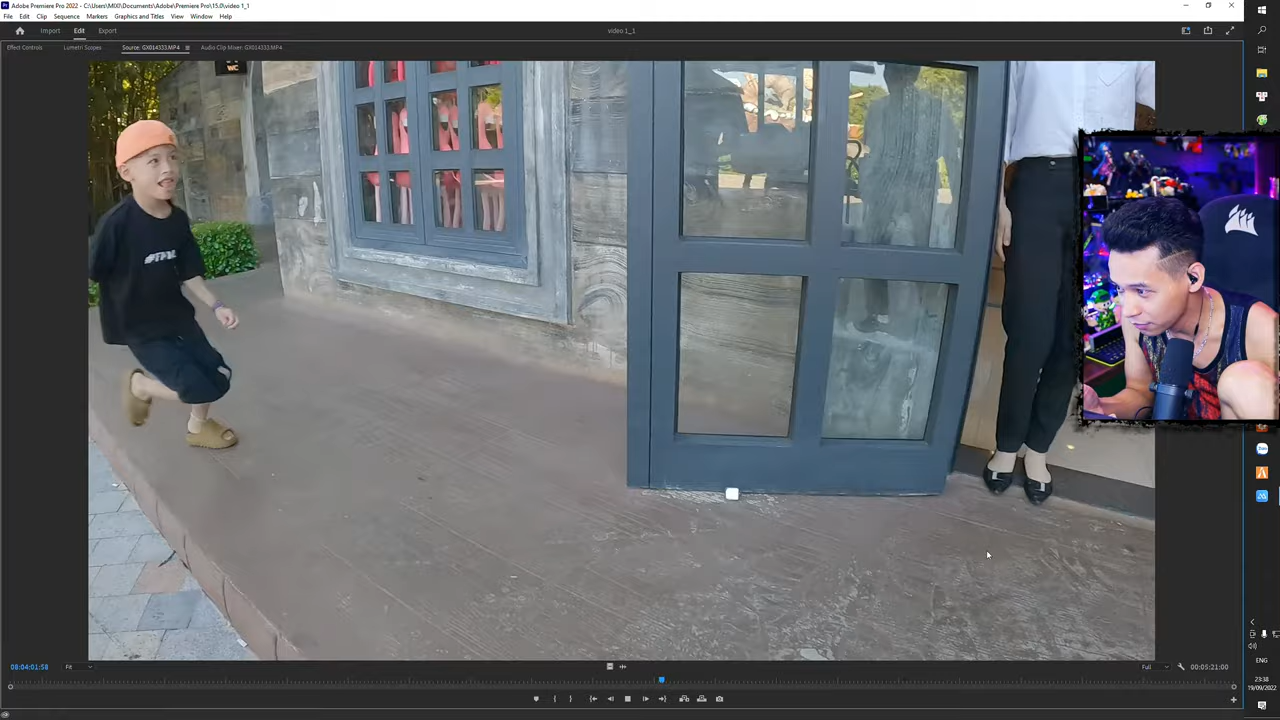 Adobe Premiere Pro 2022 - C:\Users\MIXI\Documents\Adobe\Premiere Pro\15.0\video 1_1
File Edit Clip Sequence Markers Graphics and Titles View Window Help
Import Edit Export
video 1_1
Effect Controls Lumetri Scopes Source: GX014333.MP4 Audio Clip Mixer: GX014333.MP4
WC
08:04:01:58
Fit
Full
00:05:21:00
ENG
23:38
19/09/2022